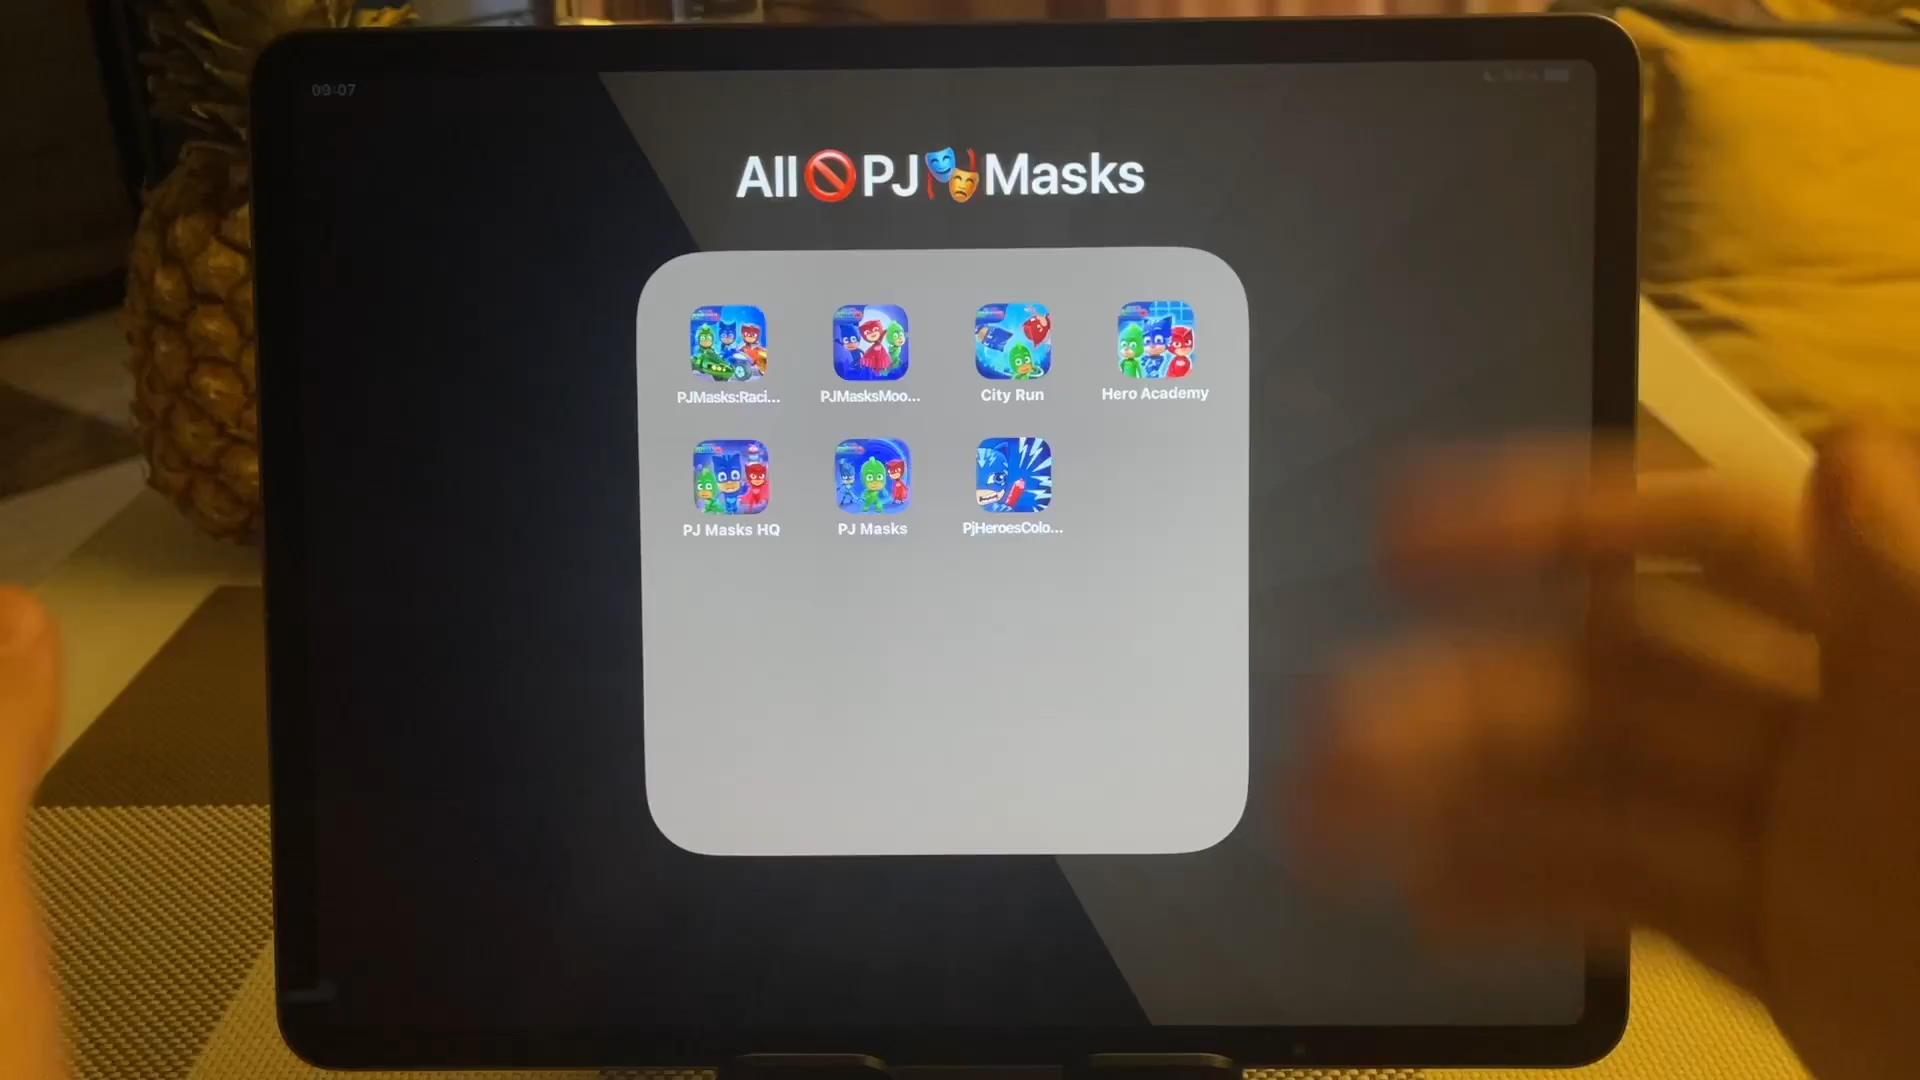 09:07
All🚫PJ🎭Masks
PJMasks:Raci...
PJMasksMoo...
City Run
Hero Academy
PJ Masks HQ
PJ Masks
PjHeroesColo...